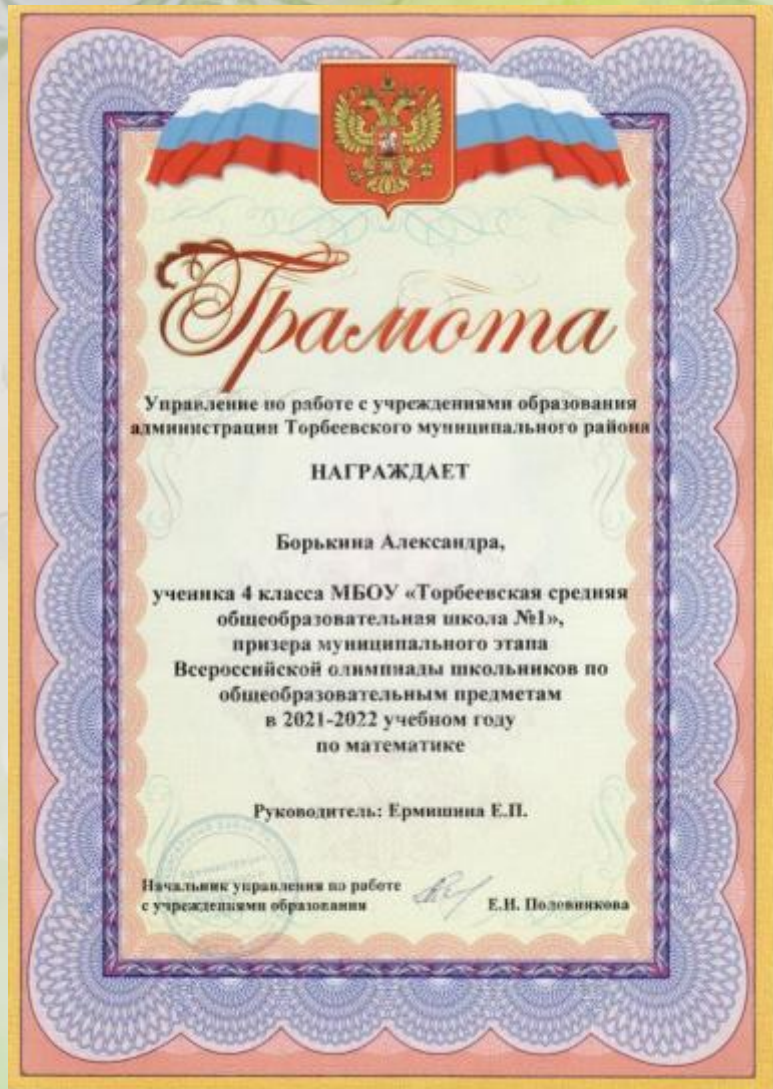 Грамота
Управление по работе с учреждениями образования
администрации Торбеевского муниципального района
НАГРАЖДАЕТ
Борькина Александра,
ученика 4 класса МБОУ «Торбеевская средняя
общеобразовательная школа №1»,
призера муниципального этапа
Всероссийской олимпиады школьников по
общеобразовательным предметам
в 2021-2022 учебном году
по математике
Руководитель: Ермишина Е.П.
Начальник управления по работе
с учреждениями образования Е.И. Половникова